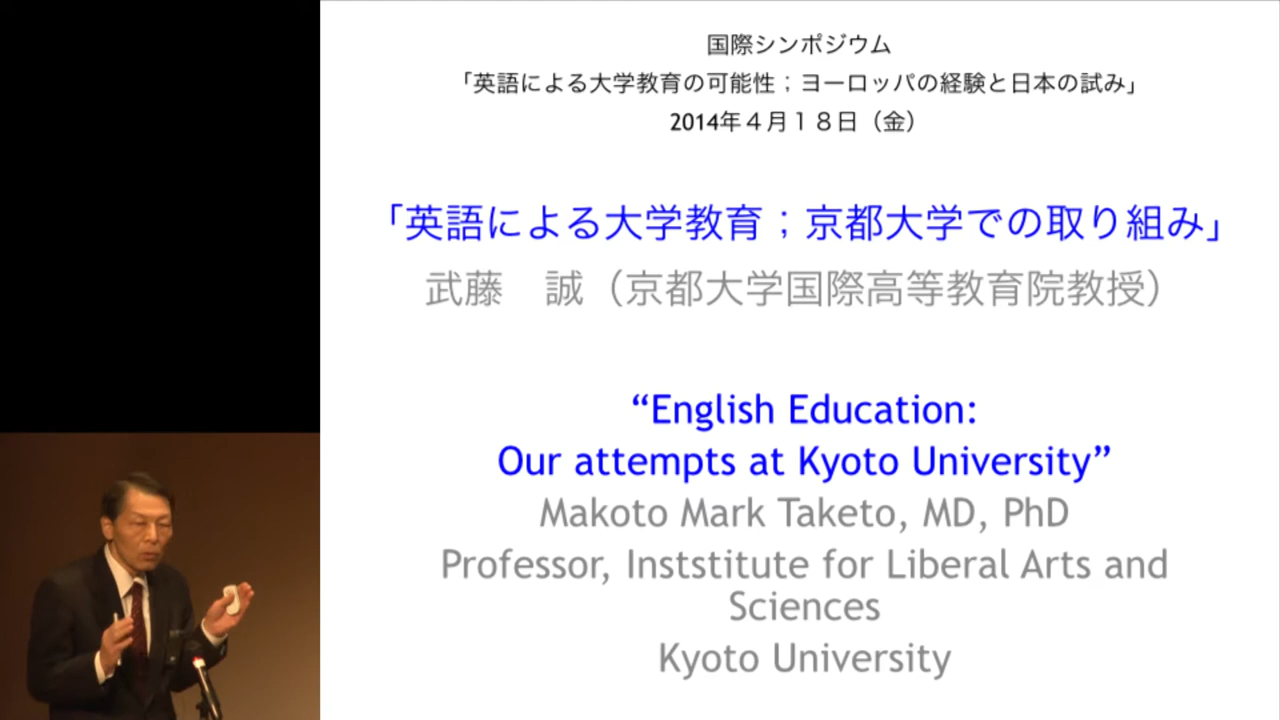 国際シンポジウム
「英語による大学教育の可能性；ヨーロッパの経験と日本の試み」
2014年４月１８日（金）
「英語による大学教育；京都大学での取り組み」
武藤　誠（京都大学国際高等教育院教授）
“English Education:
Our attempts at Kyoto University”
Makoto Mark Taketo, MD, PhD
Professor, Inststitute for Liberal Arts and
Sciences
Kyoto University